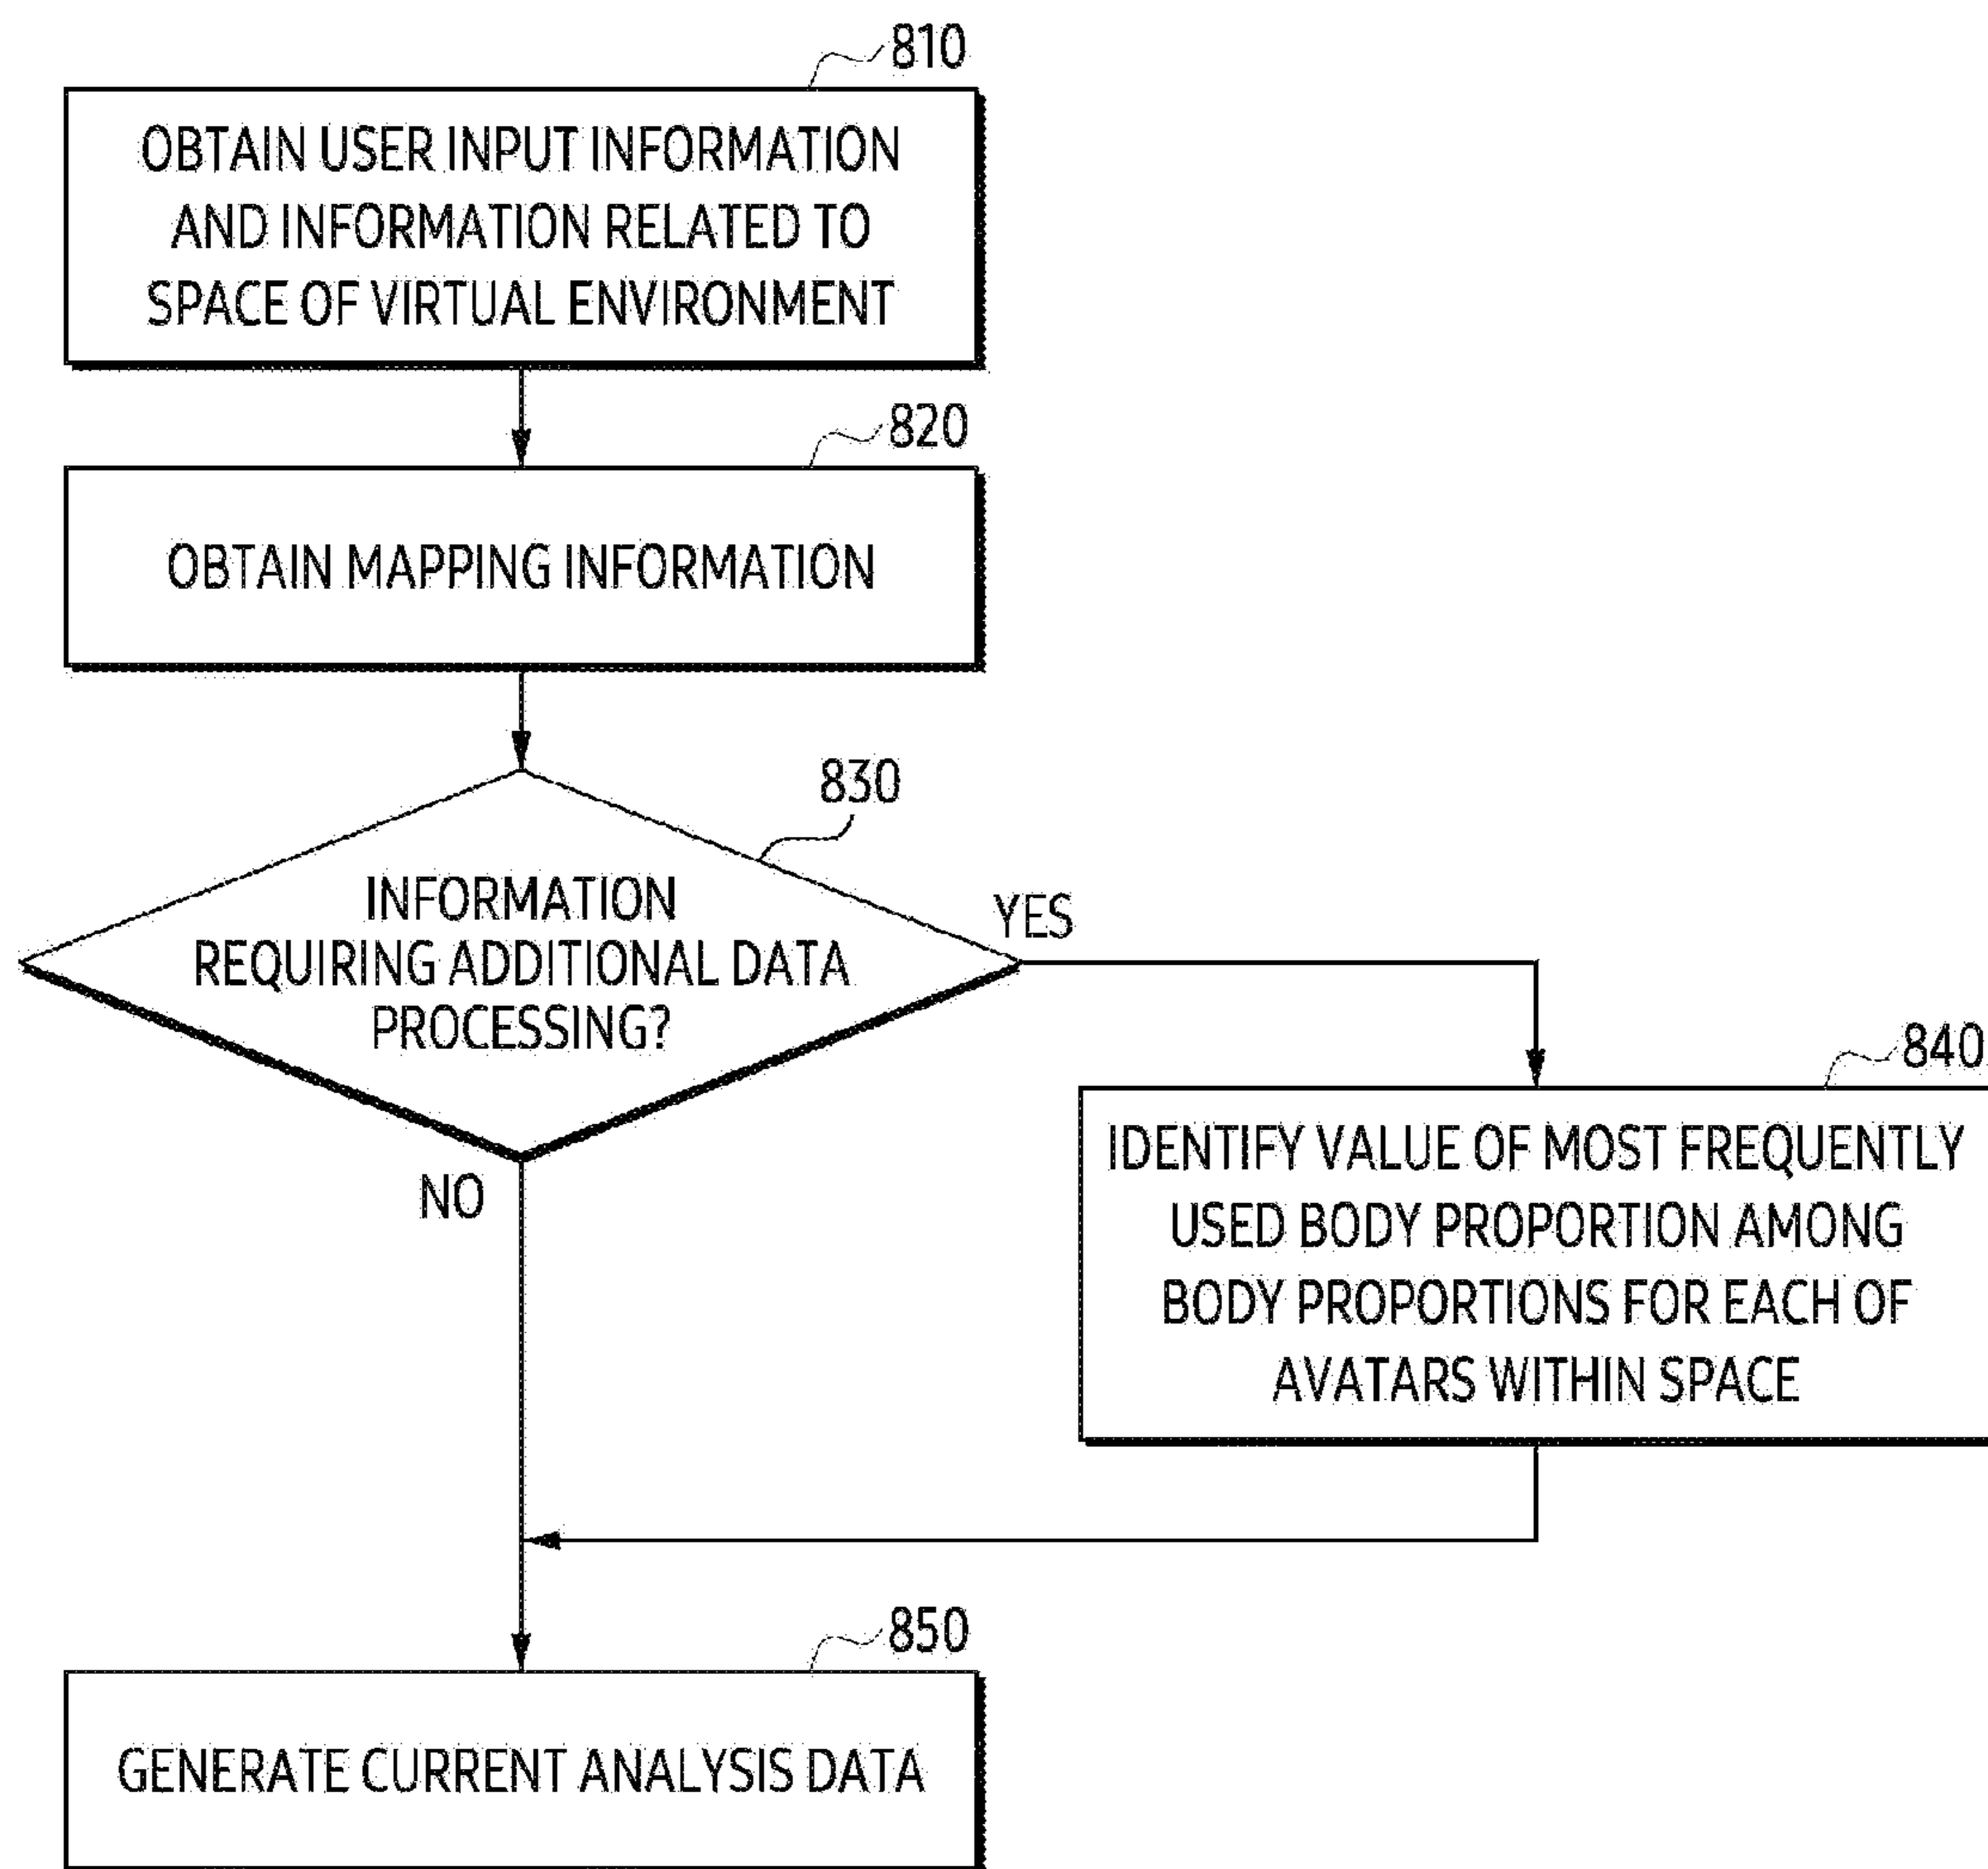 810
OBTAIN USER INPUT INFORMATION
AND INFORMATION RELATED TO
SPACE OF VIRTUAL ENVIRONMENT
820
OBTAIN MAPPING INFORMATION
830
INFORMATION
REQUIRING ADDITIONAL DATA
PROCESSING?
YES
NO
840
IDENTIFY VALUE OF MOST FREQUENTLY
USED BODY PROPORTION AMONG
BODY PROPORTIONS FOR EACH OF
AVATARS WITHIN SPACE
850
GENERATE CURRENT ANALYSIS DATA